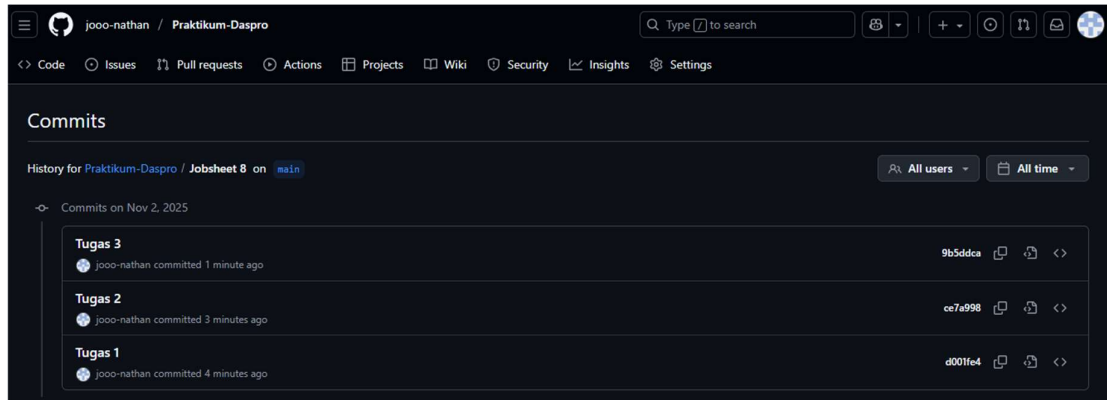 jooo-nathan / Praktikum-Daspro
Type / to search
Code Issues Pull requests Actions Projects Wiki Security Insights Settings
Commits
History for Praktikum-Daspro / Jobsheet 8 on main
All users All time
Commits on Nov 2, 2025
Tugas 3
9b5ddca
jooo-nathan committed 1 minute ago
Tugas 2
ce7a998
jooo-nathan committed 3 minutes ago
Tugas 1
d001fe4
jooo-nathan committed 4 minutes ago